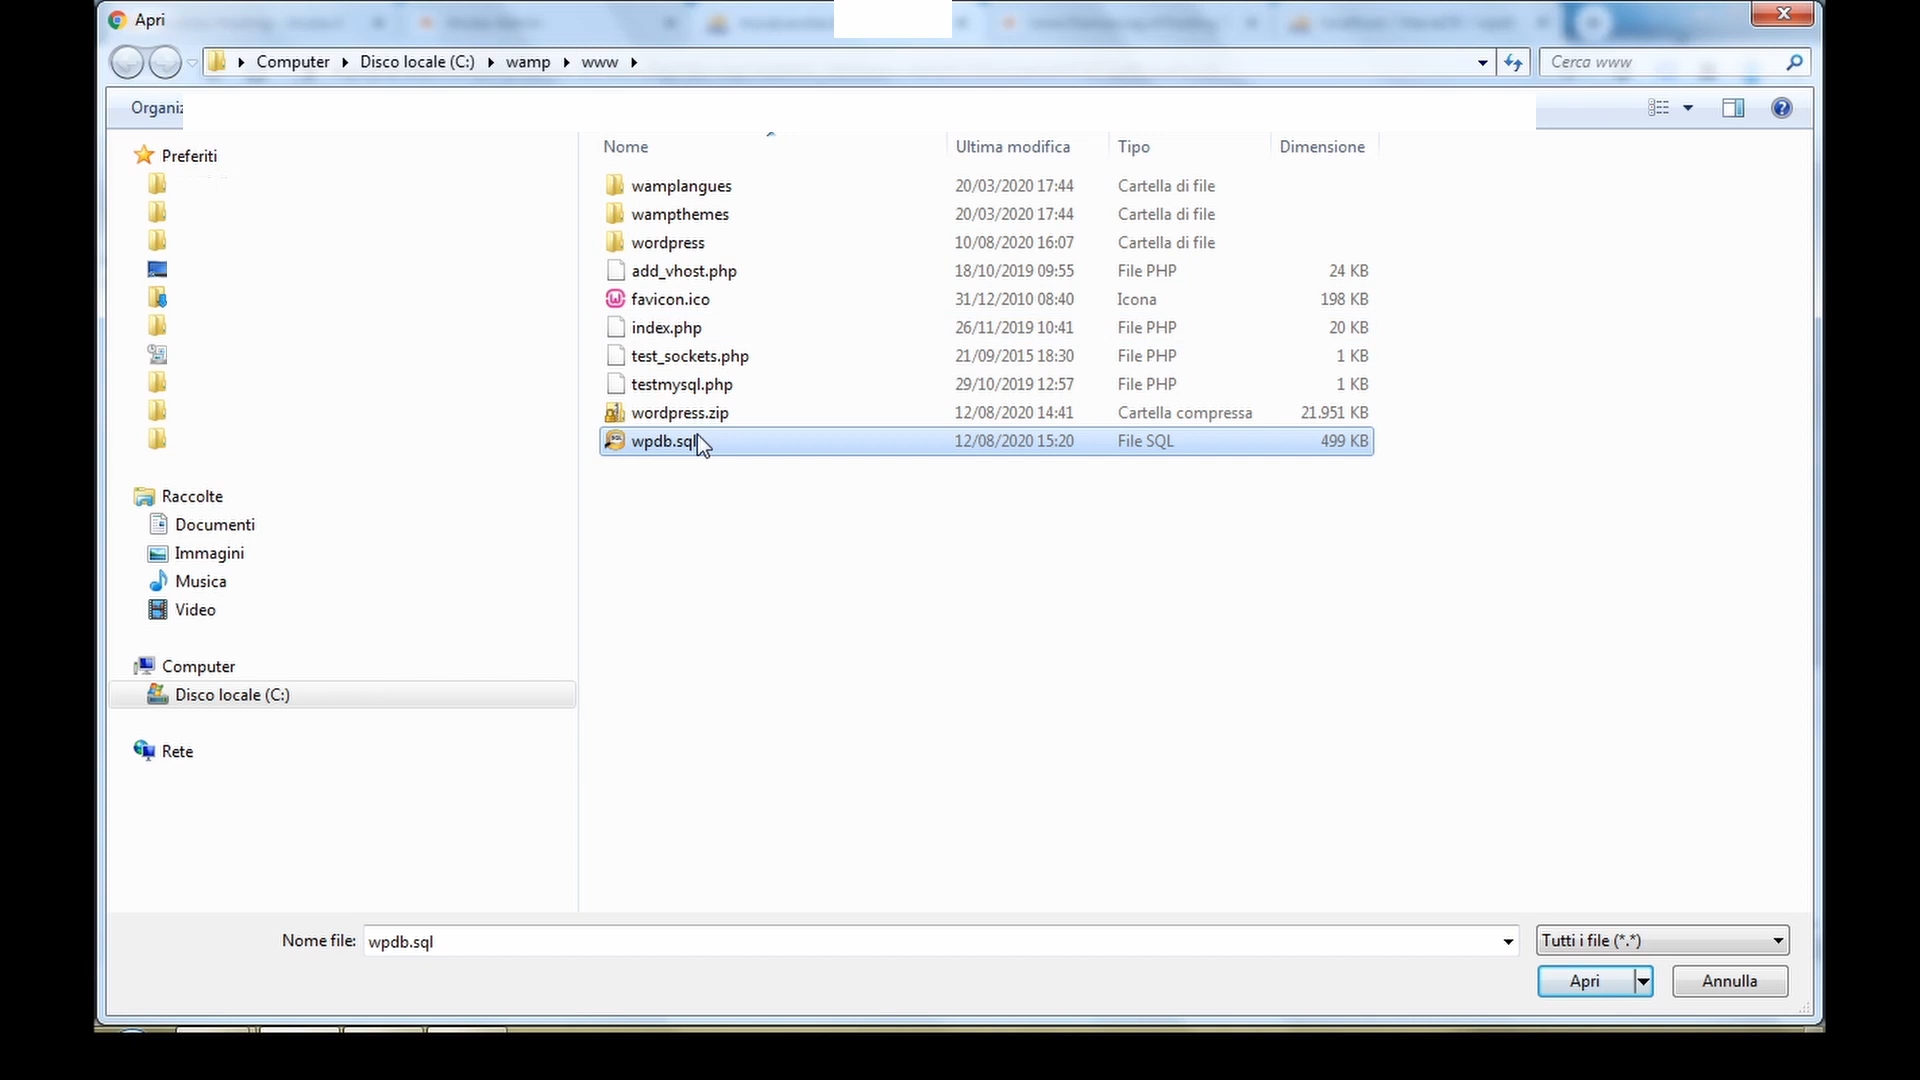 Apri
Computer Disco locale (C:) wamp www
Cerca www
Organiz
Nome Ultima modifica Tipo Dimensione
Preferiti
wamplangues 20/03/2020 17:44 Cartella di file
wampthemes 20/03/2020 17:44 Cartella di file
wordpress 10/08/2020 16:07 Cartella di file
add_vhost.php 18/10/2019 09:55 File PHP 24 KB
favicon.ico 31/12/2010 08:40 Icona 198 KB
index.php 26/11/2019 10:41 File PHP 20 KB
test_sockets.php 21/09/2015 18:30 File PHP 1 KB
testmysql.php 29/10/2019 12:57 File PHP 1 KB
wordpress.zip 12/08/2020 14:41 Cartella compressa 21.951 KB
wpdb.sql 12/08/2020 15:20 File SQL 499 KB
Raccolte
Documenti
Immagini
Musica
Video
Computer
Disco locale (C:)
Rete
Nome file: wpdb.sql Tutti i file (*.*)
Apri Annulla